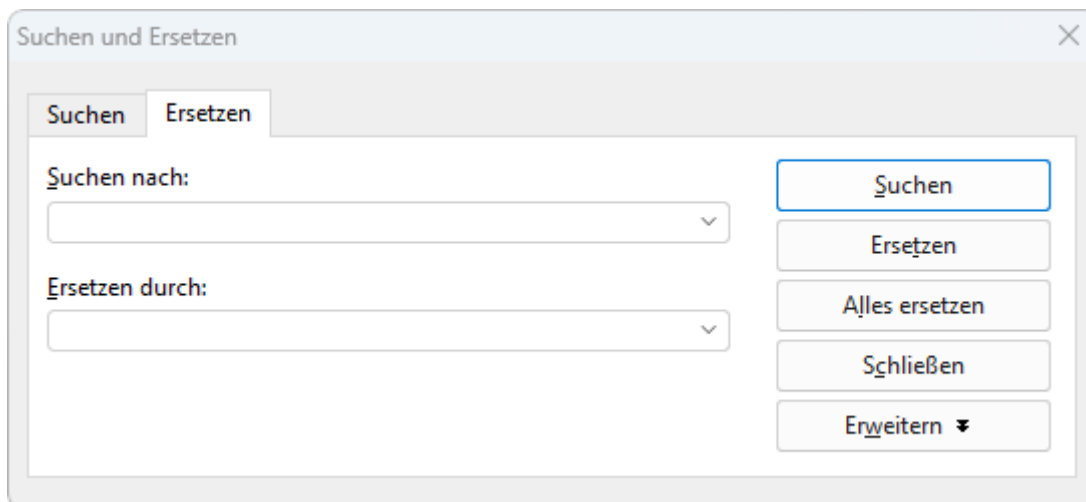 Suchen und Ersetzen
Suchen
Ersetzen
Suchen nach:
Ersetzen durch:
Suchen
Ersetzen
Alles ersetzen
Schließen
Erweitern